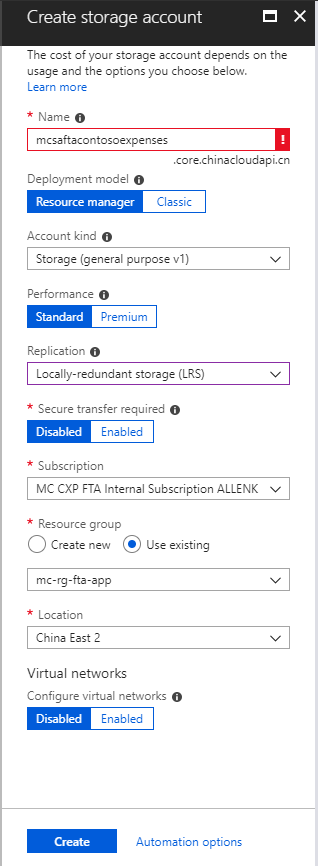 Create storage account
The cost of your storage account depends on the
usage and the options you choose below.
Learn more
* Name
mcsaftacontosoexpenses
.core.chinacloudapi.cn
Deployment model
Resource manager Classic
Account kind
Storage (general purpose v1)
Performance
Standard Premium
Replication
Locally-redundant storage (LRS)
* Secure transfer required
Disabled Enabled
* Subscription
MC CXP FTA Internal Subscription ALLENK
* Resource group
Create new Use existing
mc-rg-fta-app
* Location
China East 2
Virtual networks
Configure virtual networks
Disabled Enabled
Create Automation options